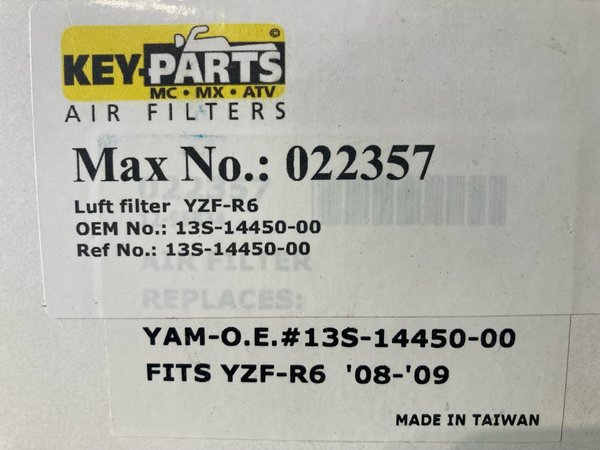 ©
KEY-PARTS
MC • MX • ATV
AIR FILTERS
Max No.: 022357
Luft filter YZF-R6
OEM No.: 13S-14450-00
Ref No.: 13S-14450-00
022357
AIR FILTER
REPLACES:
YAM-O.E.#13S-14450-00
FITS YZF-R6 '08-'09
MADE IN TAIWAN